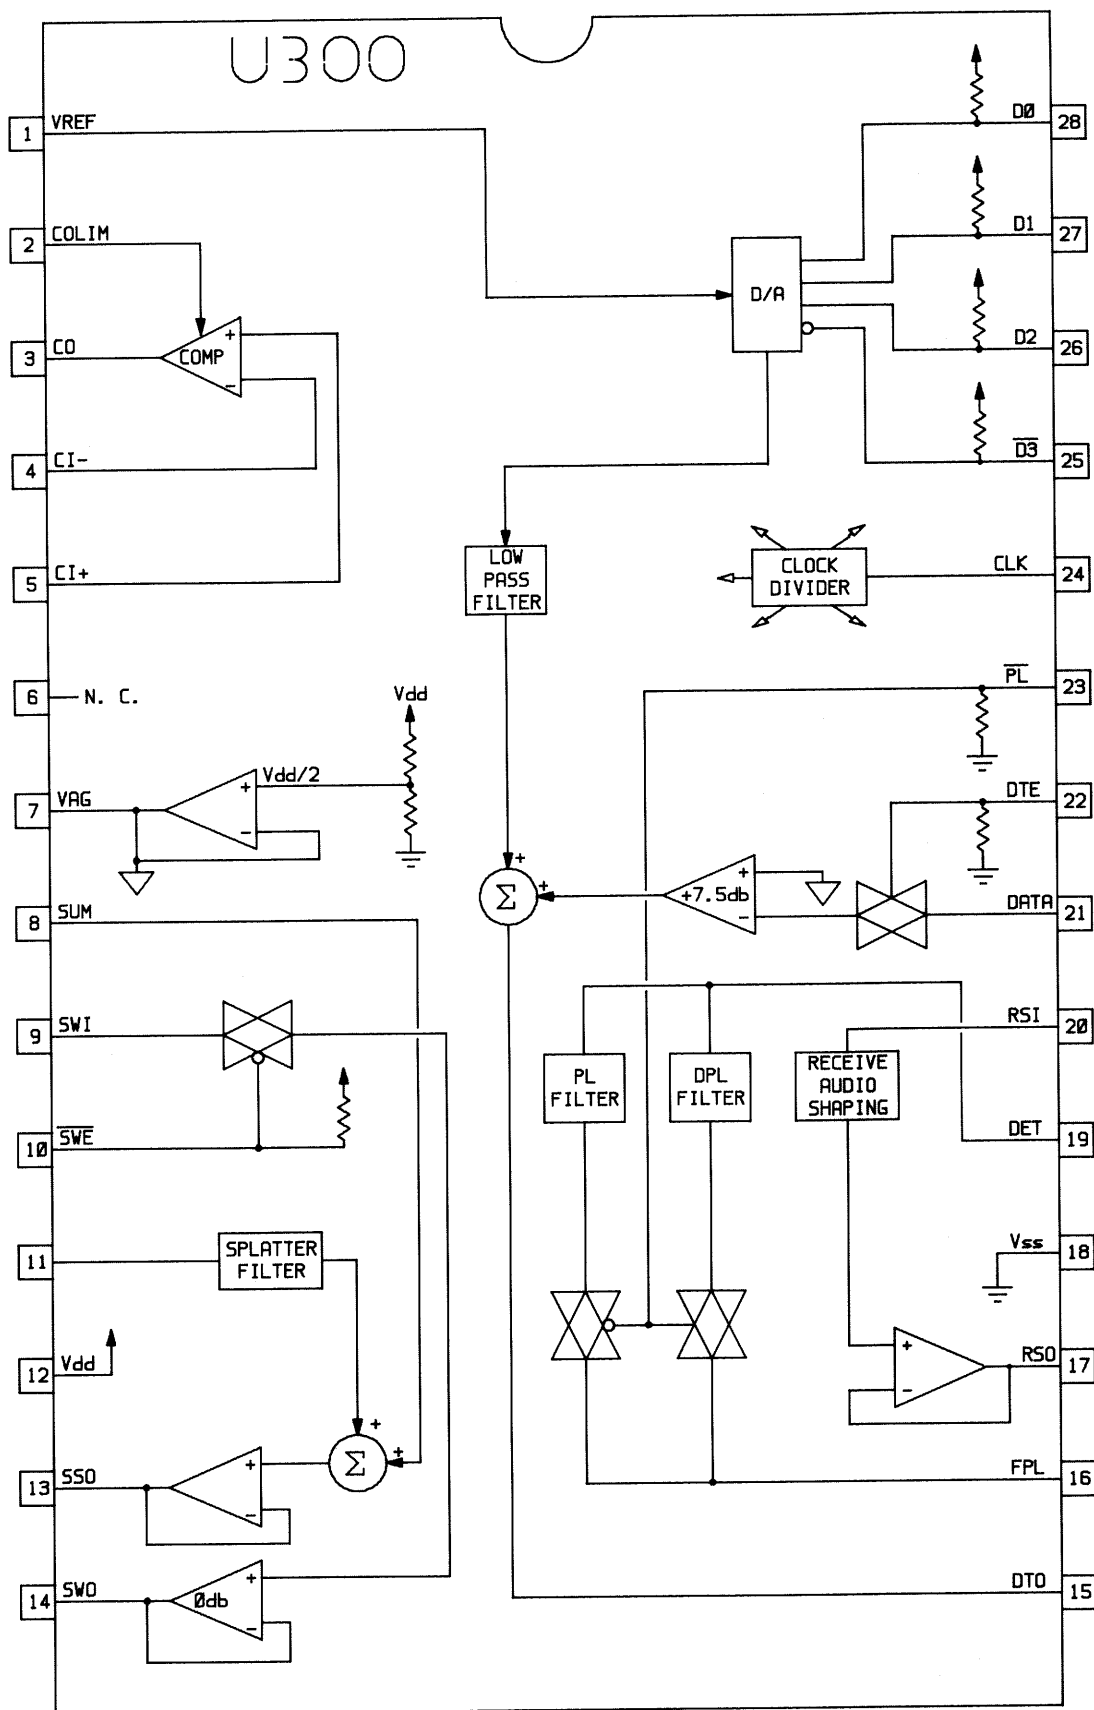 U300
1 VREF
D0 28
2 COLIM
D1 27
D/A
3 CO
+
COMP
-
D2 26
4 CI-
D3 25
5 CI+
LOW
PASS
FILTER
CLOCK
DIVIDER
CLK 24
6 N. C.
Vdd
PL 23
7 VAG
+
-
Vdd/2
DTE 22
+
Σ
+
+7.5db
+
-
DATA 21
8 SUM
9 SWI
RSI 20
PL
FILTER
DPL
FILTER
RECEIVE
AUDIO
SHAPING
10 SWE
DET 19
11
SPLATTER
FILTER
Vss 18
12 Vdd
+
-
RSO 17
13 SSO
+
-
Σ
+
+
FPL 16
14 SWO
0db
+
-
DTO 15